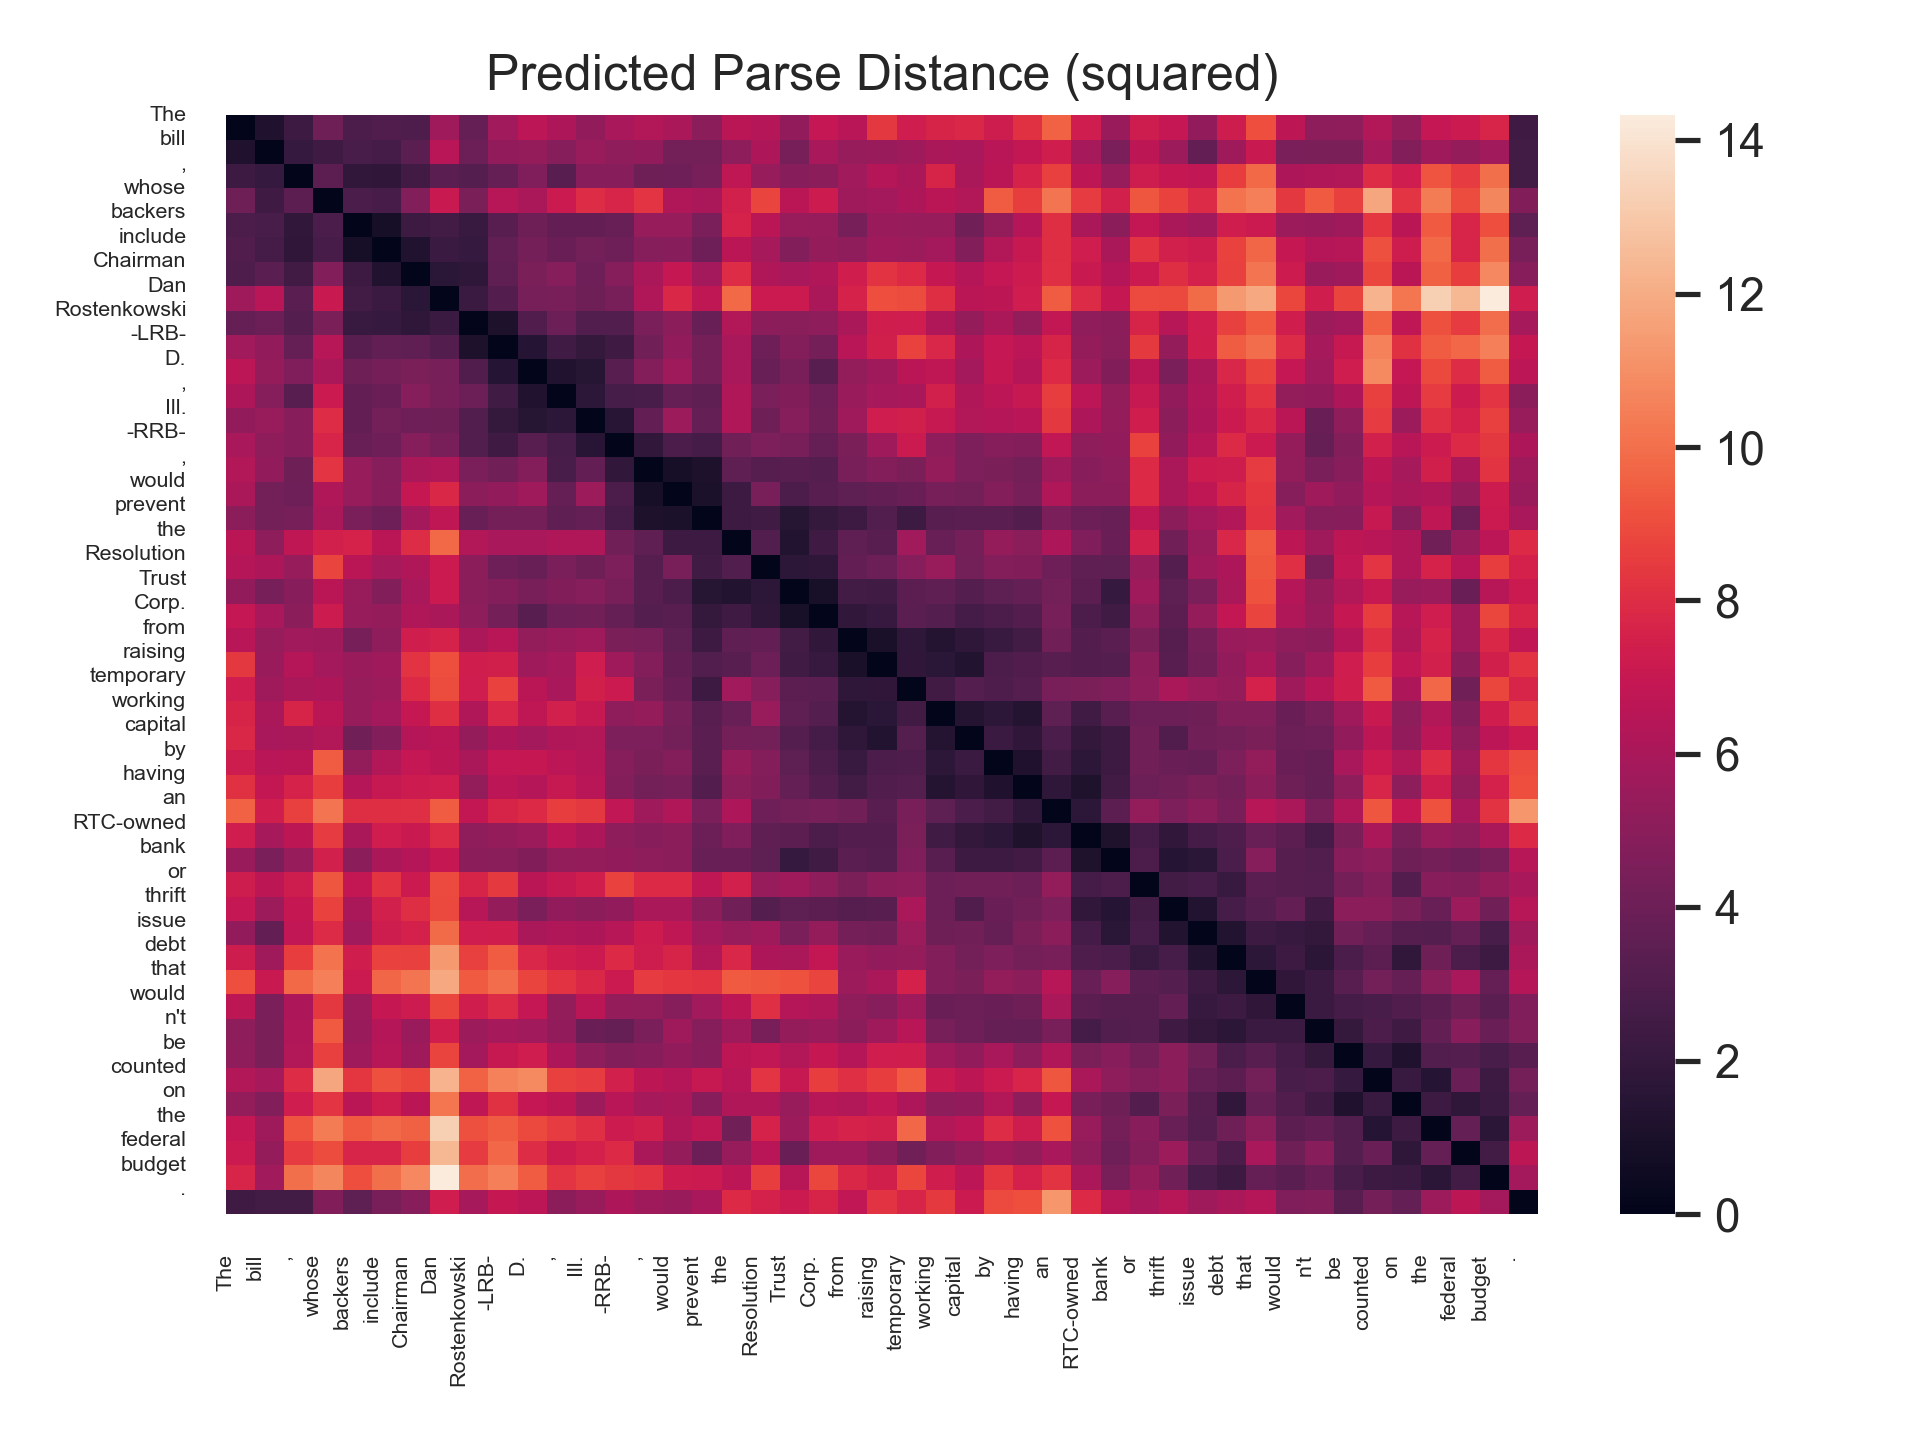 Predicted Parse Distance (squared)
The
bill
,
whose
backers
include
Chairman
Dan
Rostenkowski
-LRB-
D.
,
Ill.
-RRB-
,
would
prevent
the
Resolution
Trust
Corp.
from
raising
temporary
working
capital
by
having
an
RTC-owned
bank
or
thrift
issue
debt
that
would
n't
be
counted
on
the
federal
budget
.
14
12
10
8
6
4
2
0
The
bill
,
whose
backers
include
Chairman
Dan
Rostenkowski
-LRB-
D.
,
Ill.
-RRB-
,
would
prevent
the
Resolution
Trust
Corp.
from
raising
temporary
working
capital
by
having
an
RTC-owned
bank
or
thrift
issue
debt
that
would
n't
be
counted
on
the
federal
budget
.